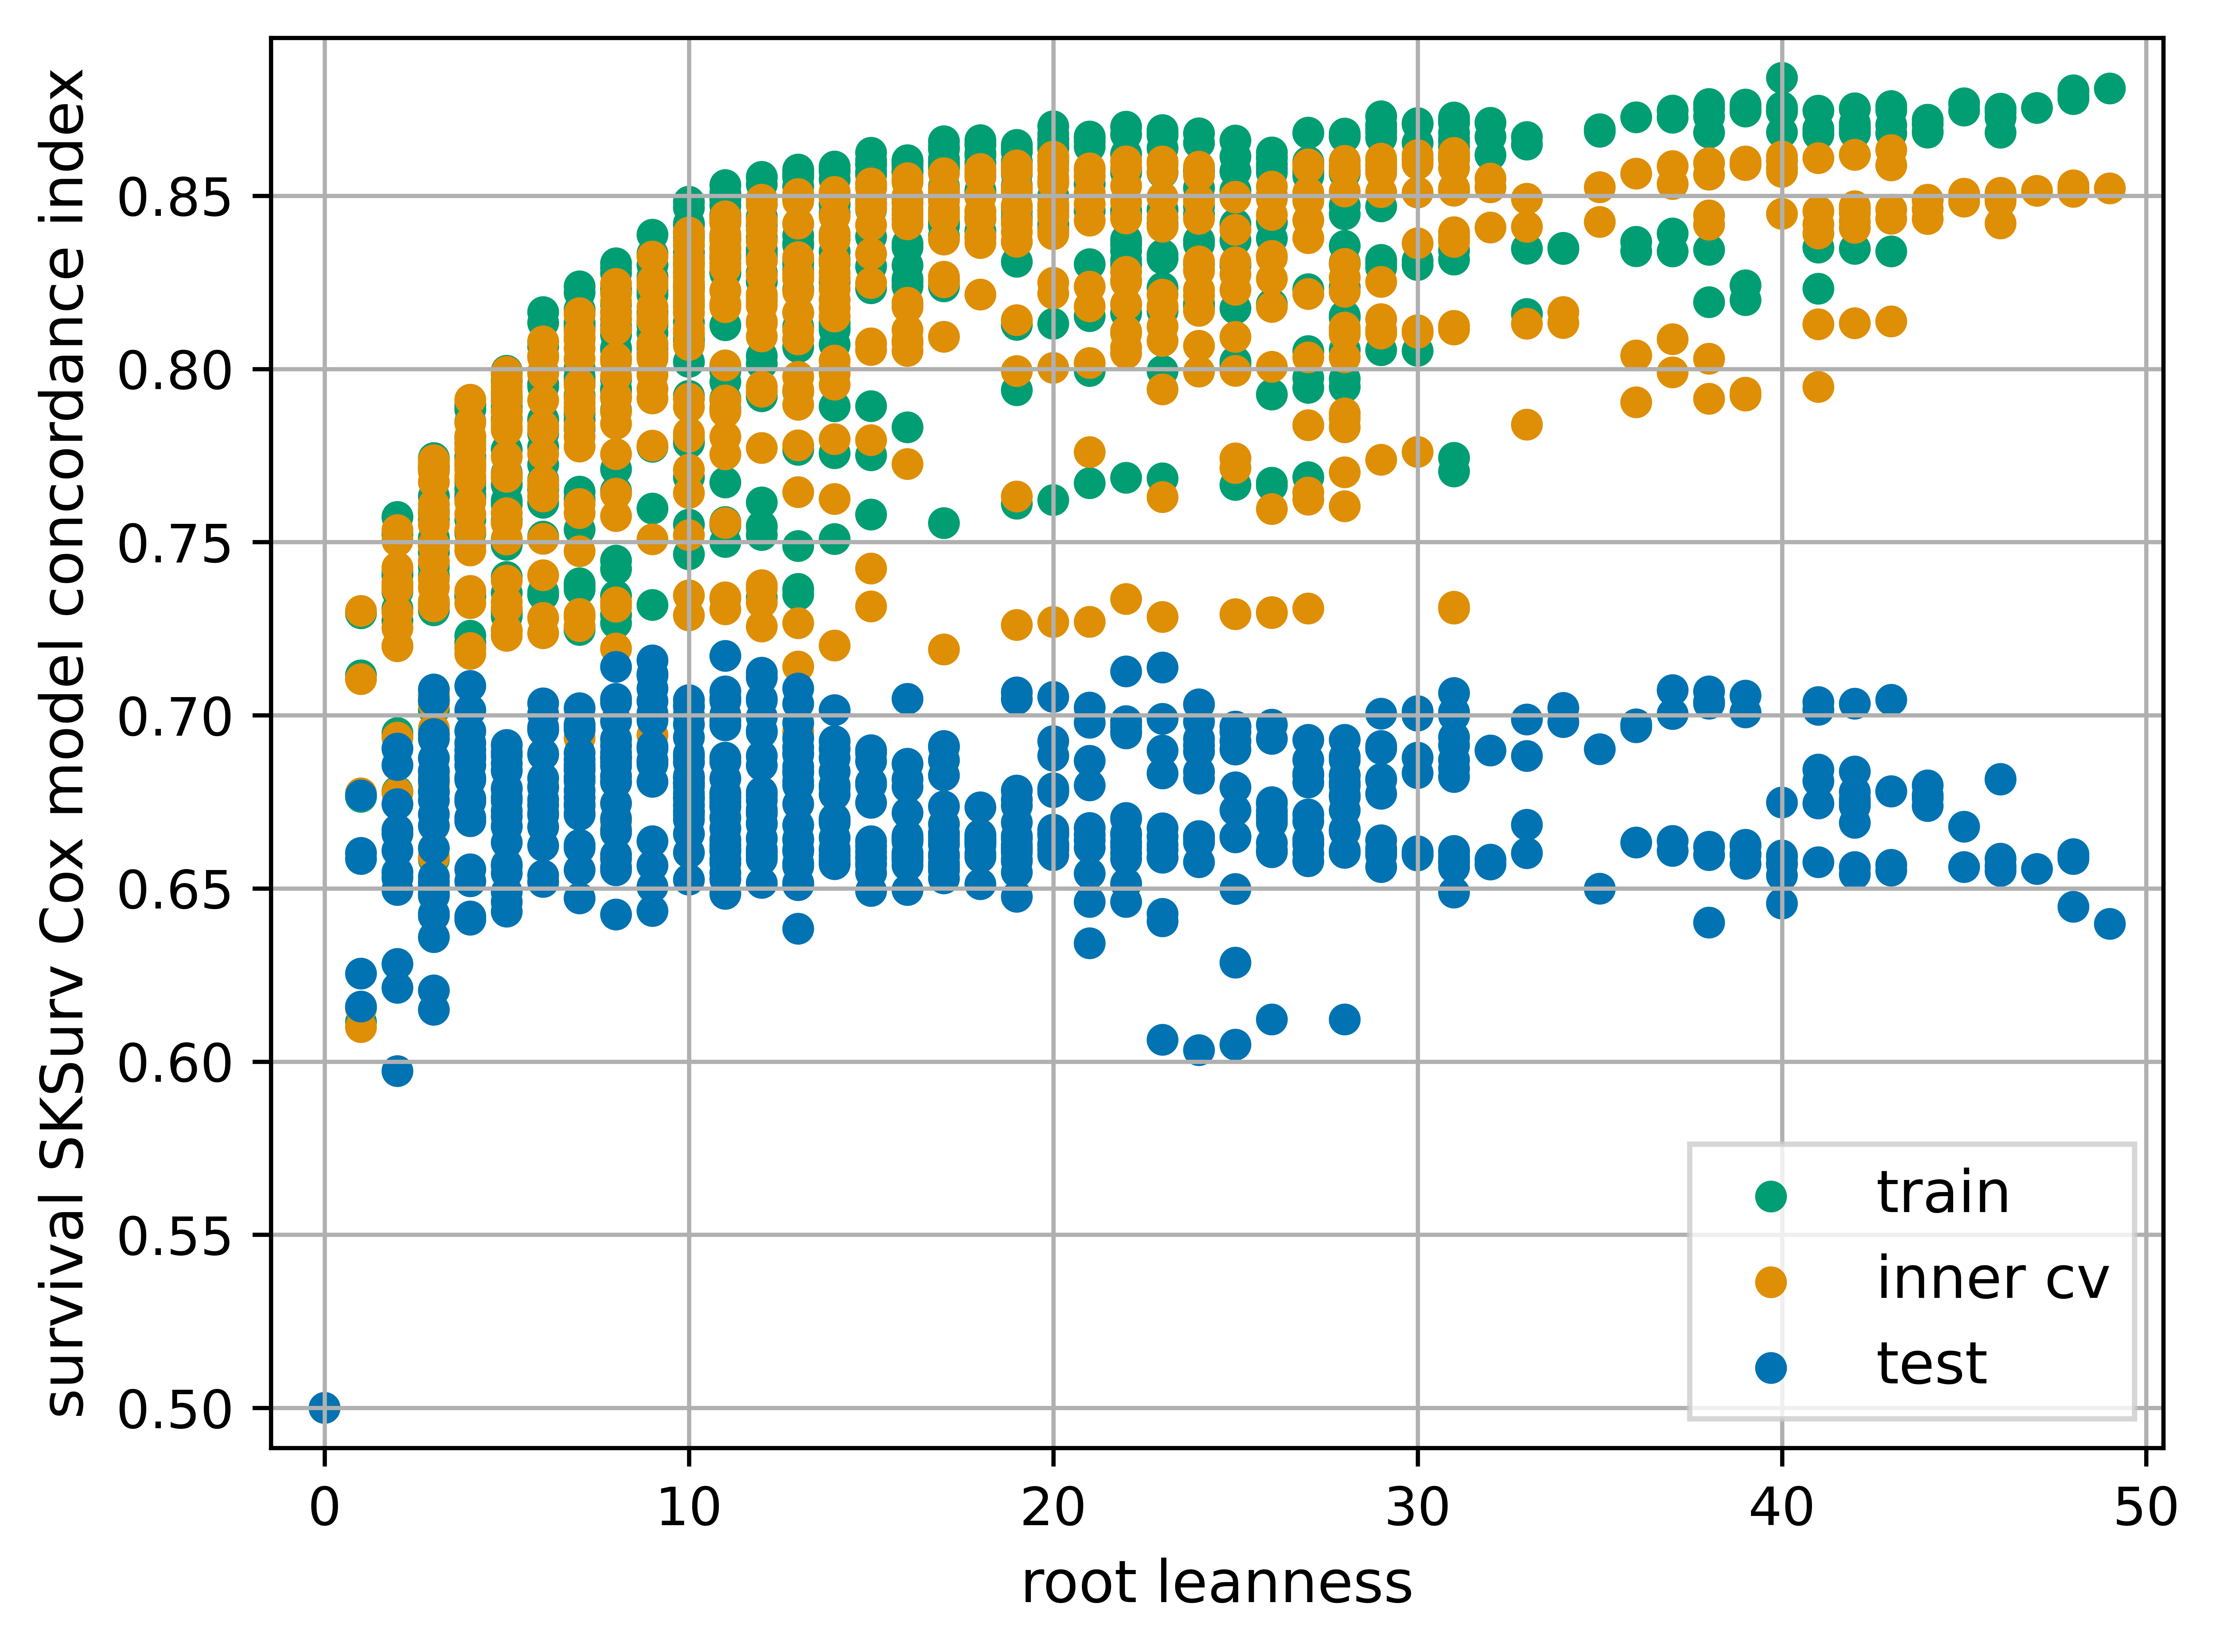 survival SKSurv Cox model concordance index
0.85
0.80
0.75
0.70
0.65
0.60
0.55
0.50
train
inner cv
test
0 10 20 30 40 50
root leanness